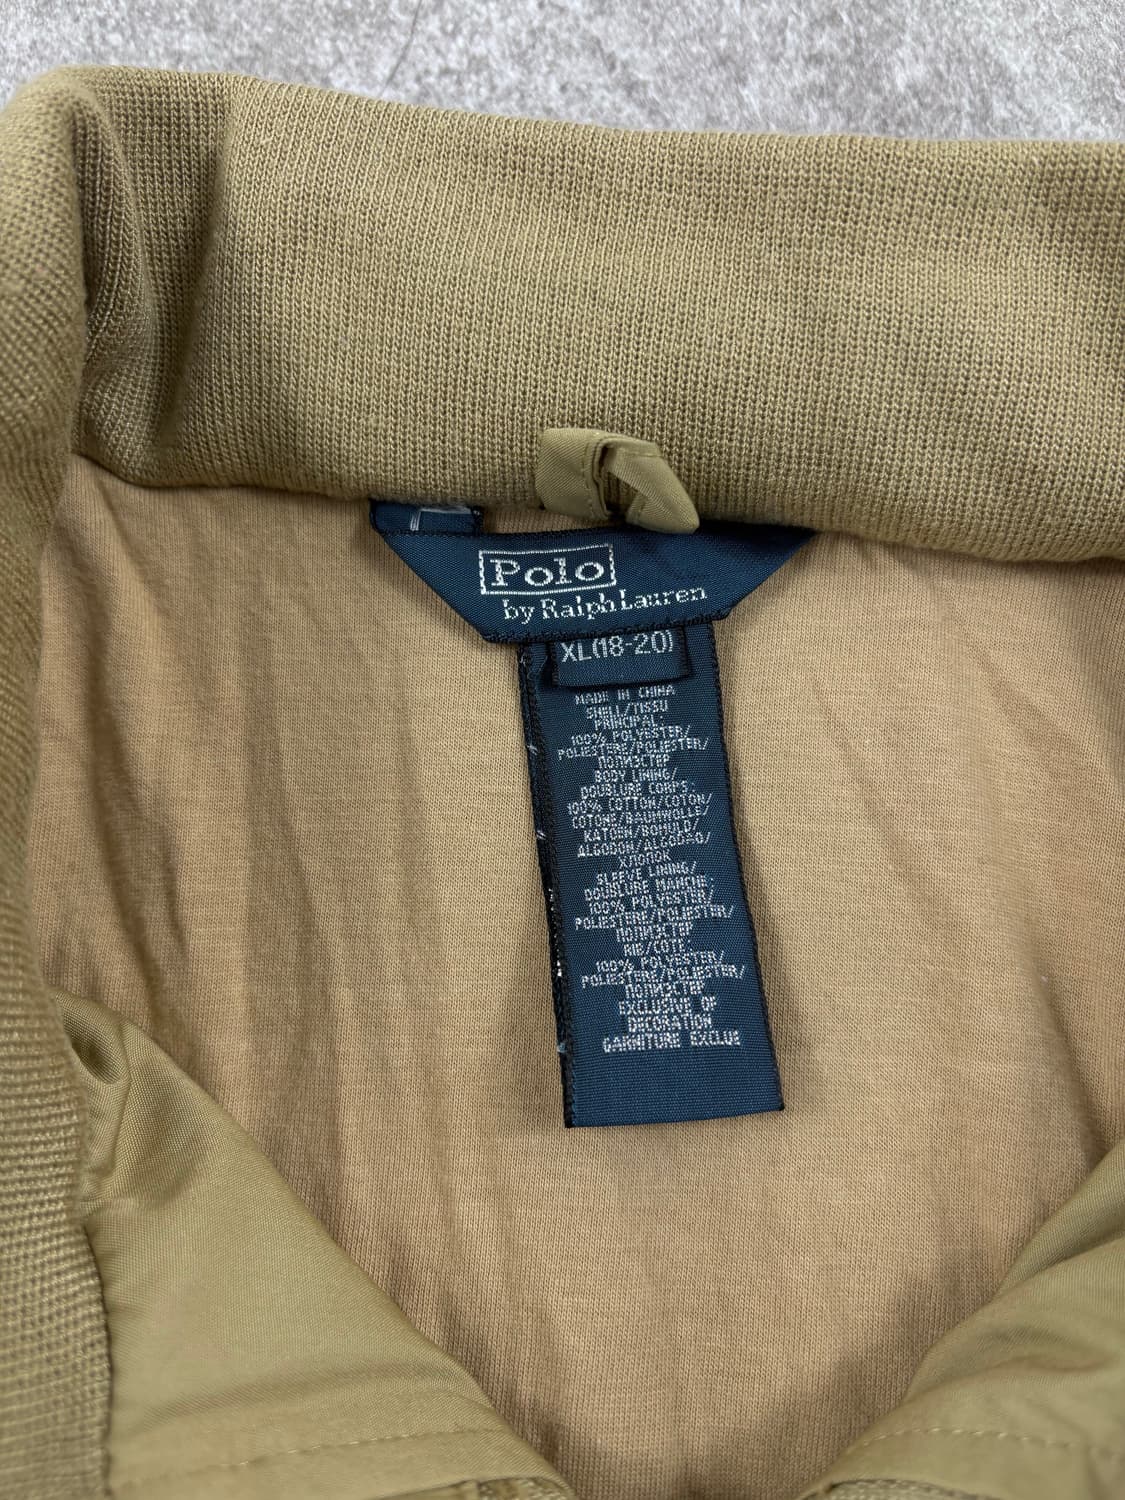 Polo
by Ralph Lauren
XL(18-20)
MADE IN CHINA
SHELL/TISSU
PRINCIPAL:
100% POLYESTER/
POLIESTERE/POLIESTER/
ПОЛИЭСТЕР
BODY LINING/
DOUBLURE CORPS:
100% COTTON/COTON/
COTONE/BAUMWOLLE/
KATOEN/BOMULD/
ALGODON/ALGODAO/
ХЛОПОК
SLEEVE LINING/
DOUBLURE MANCHE:
100% POLYESTER/
POLIESTERE/POLIESTER/
ПОЛИЭСТЕР
RIB/COTE:
100% POLYESTER/
POLIESTERE/POLIESTER/
ПОЛИЭСТЕР
EXCLUSIVE OF
DECORATION
GARNITURE EXCLUE